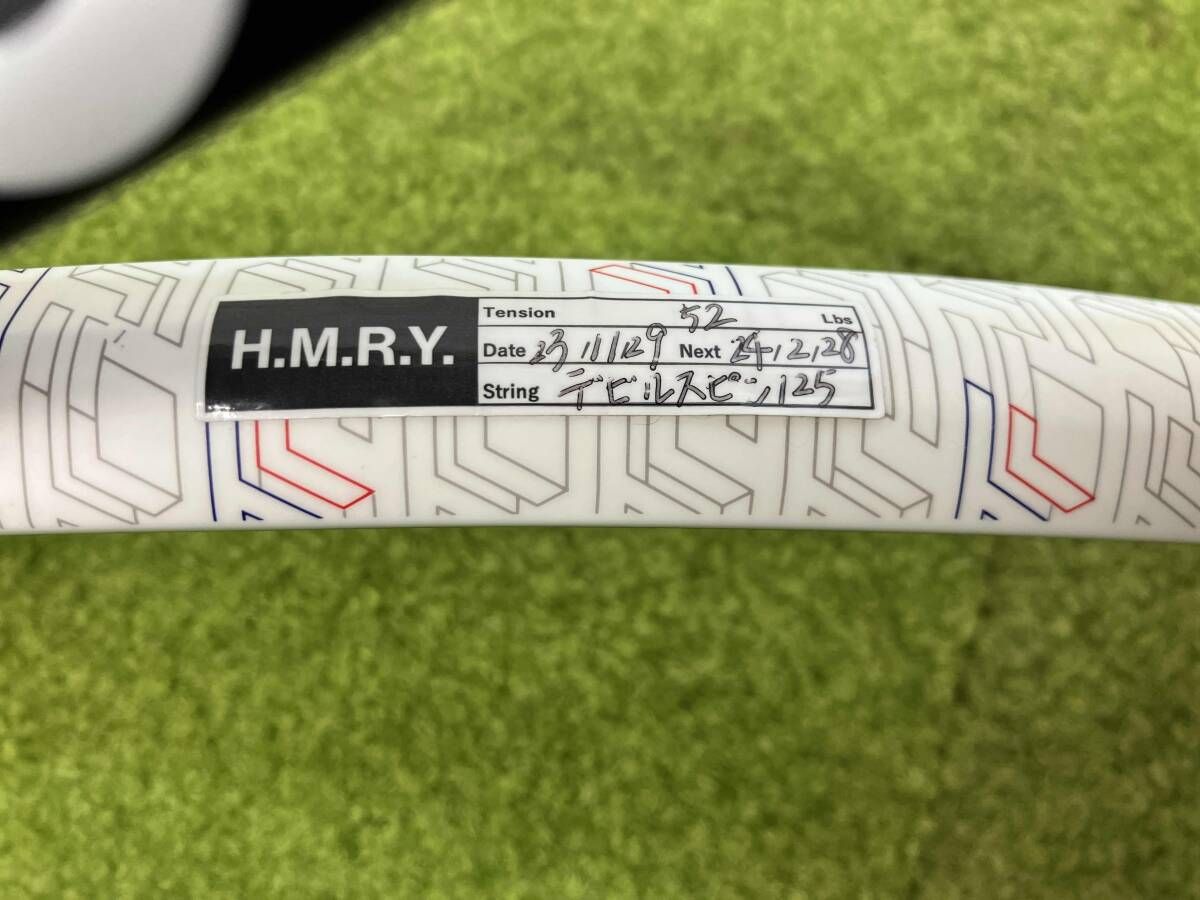 H.M.R.Y.
Tension 52 Lbs
Date 23,11,29 Next 24,2,28
String デビルスピン125